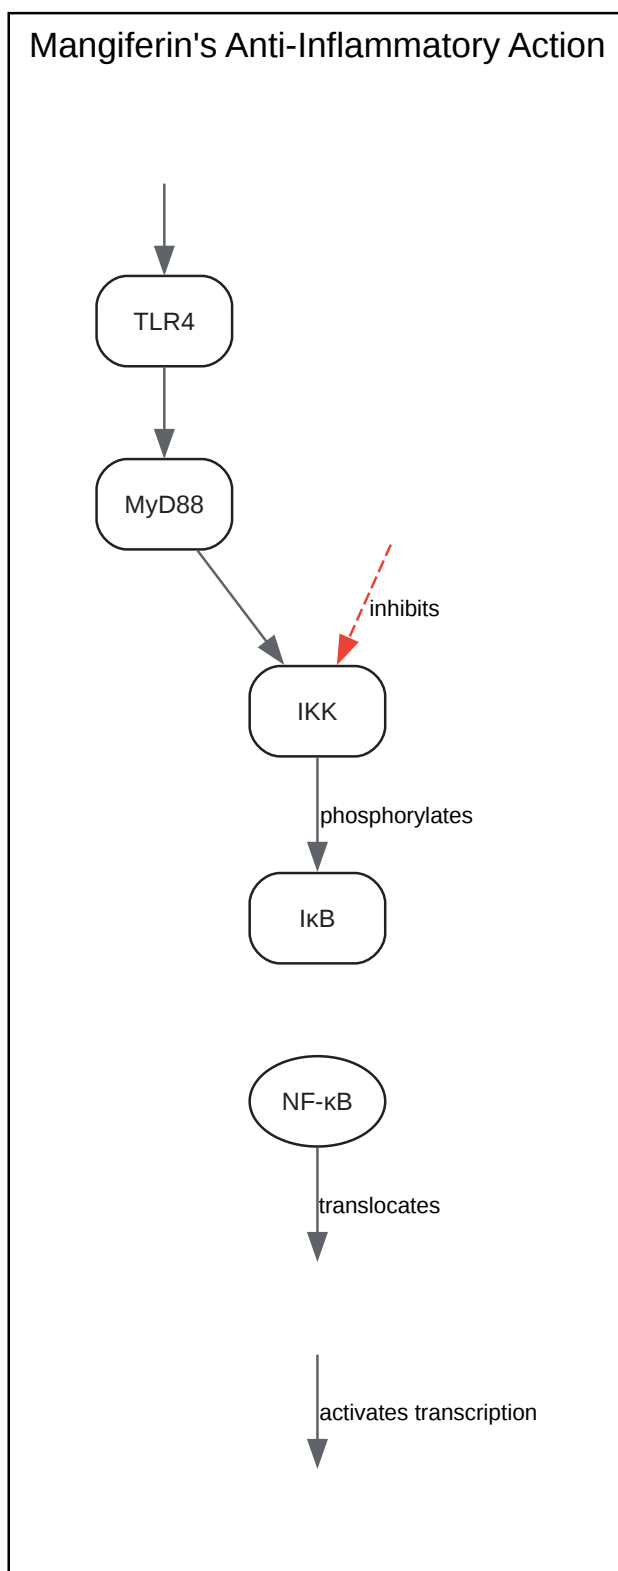 Mangiferin's Anti-Inflammatory Action
TLR4
MyD88
inhibits
IKK
phosphorylates
IκB
NF-κB
translocates
activates transcription